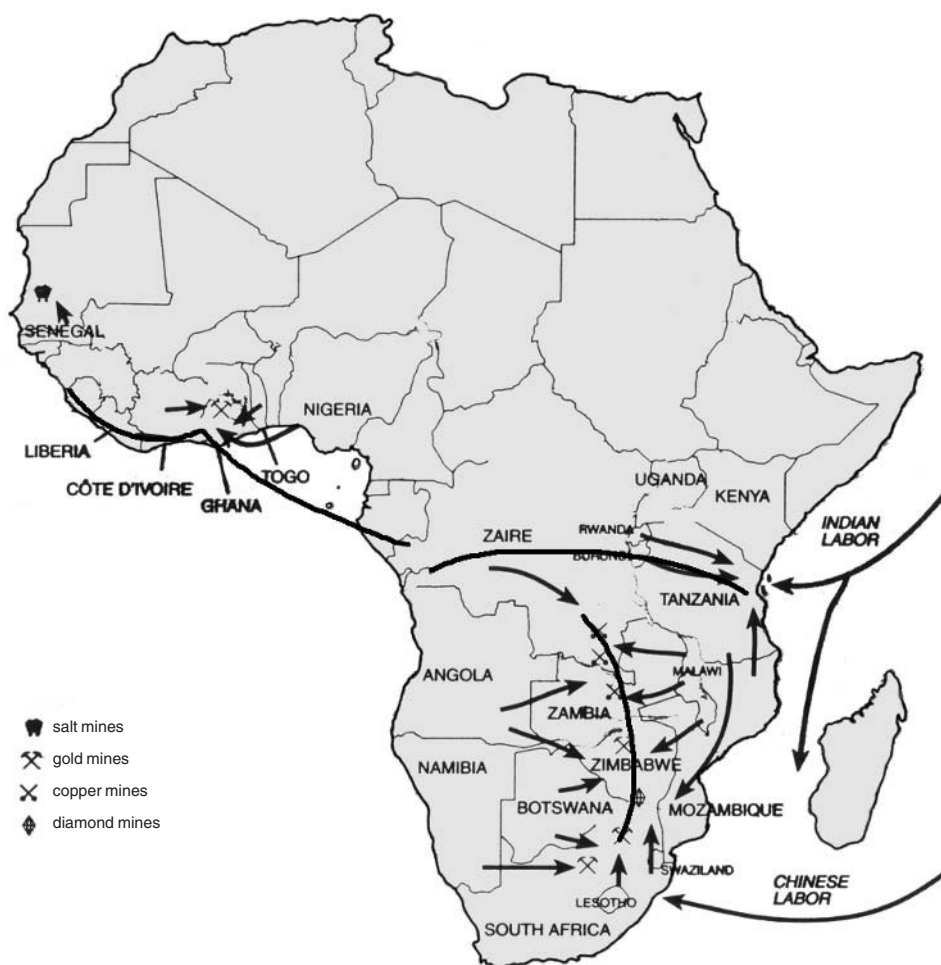 SENEGAL
NIGERIA
LIBERIA
TOGO
CÔTE D'IVOIRE
GHANA
UGANDA
KENYA
RWANDA
ZAIRE
BURUNDI
INDIAN
LABOR
TANZANIA
ANGOLA
MALAWI
ZAMBIA
salt mines
gold mines
copper mines
diamond mines
NAMIBIA
ZIMBABWE
BOTSWANA
MOZAMBIQUE
SWAZILAND
LESOTHO
CHINESE
LABOR
SOUTH AFRICA